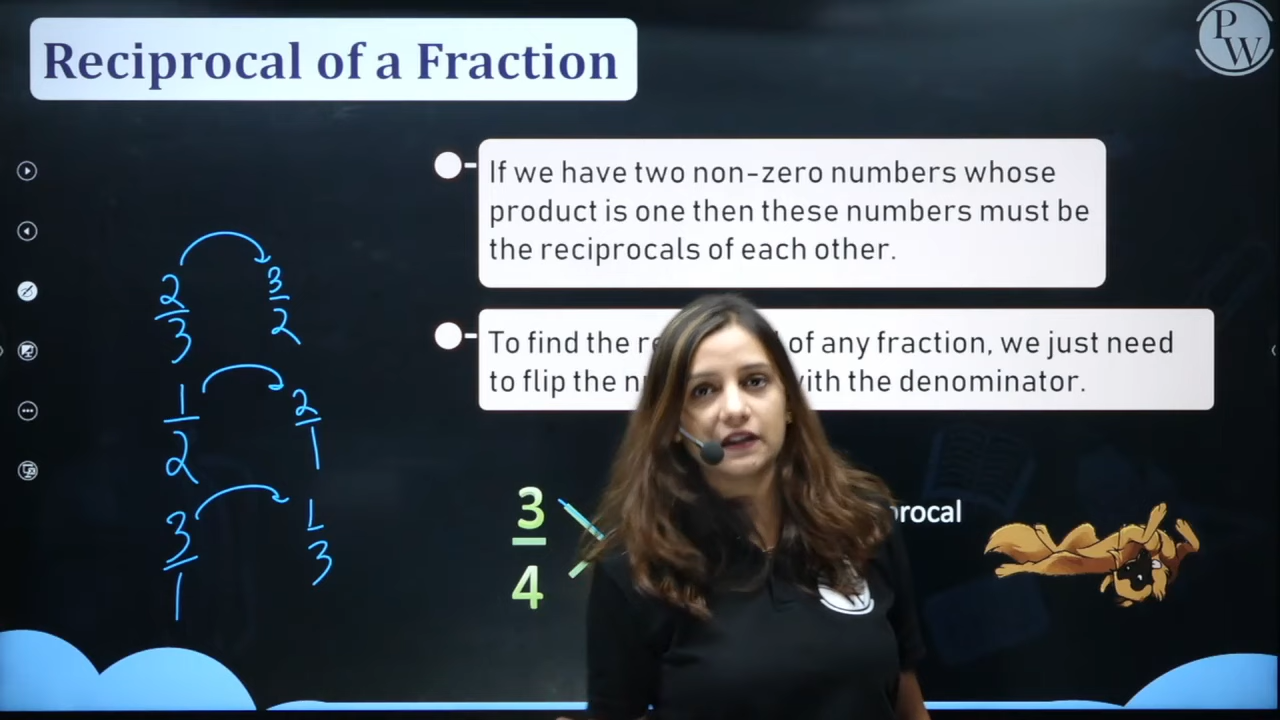 Reciprocal of a Fraction
PW
If we have two non-zero numbers whose
product is one then these numbers must be
the reciprocals of each other.
To find the of any fraction, we just need
to flip the with the denominator.
2/3 3/2
1/2 2/1
3/1 1/3
3/4